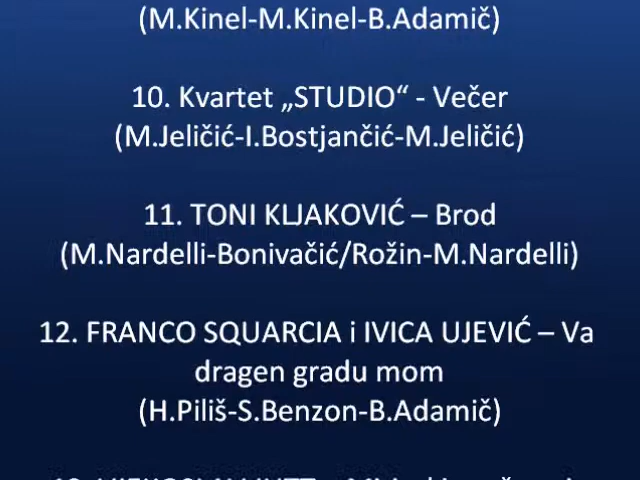 (M.Kinel-M.Kinel-B.Adamič)
10. Kvartet „STUDIO“ - Večer
(M.Jeličić-I.Bostjančić-M.Jeličić)
11. TONI KLJAKOVIĆ – Brod
(M.Nardelli-Bonivačić/Rožin-M.Nardelli)
12. FRANCO SQUARCIA i IVICA UJEVIĆ – Va
dragen gradu mom
(H.Piliš-S.Benzon-B.Adamič)